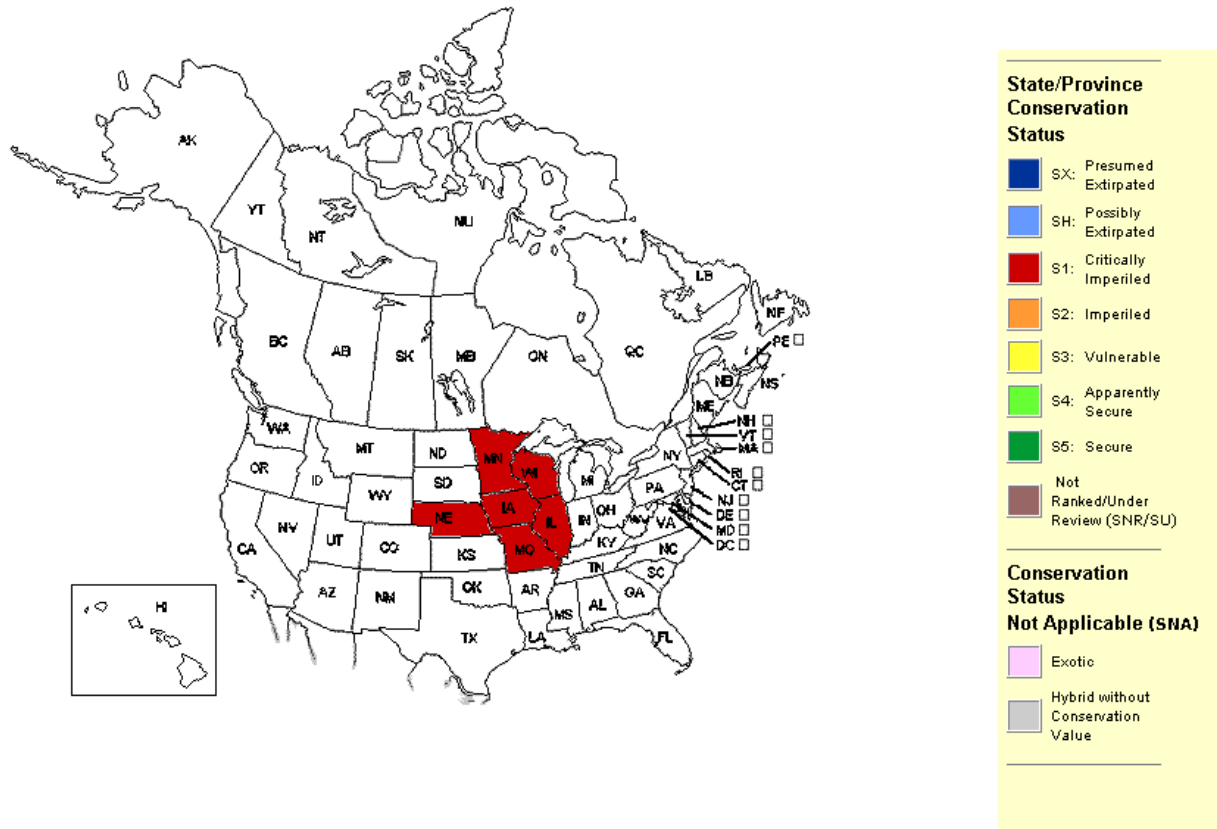 AK
YT
NT
NU
LB
NF
BC
AB
SK
MB
ON
QC
PE
NB
NS
ME
NH
VT
MA
WA
MT
ND
MN
OR
ID
SD
WI
MI
NY
RI
CT
WY
PA
NJ
NE
IA
IL
IN
OH
DE
NV
WV
VA
MD
DC
CA
UT
CO
KS
MO
KY
NC
TN
AZ
NM
OK
AR
SC
MS
AL
GA
TX
LA
FL
HI
State/Province
Conservation
Status
SX: Presumed
Extirpated
SH: Possibly
Extirpated
S1: Critically
Imperiled
S2: Imperiled
S3: Vulnerable
S4: Apparently
Secure
S5: Secure
Not
Ranked/Under
Review (SNR/SU)
Conservation
Status
Not Applicable (SNA)
Exotic
Hybrid without
Conservation
Value